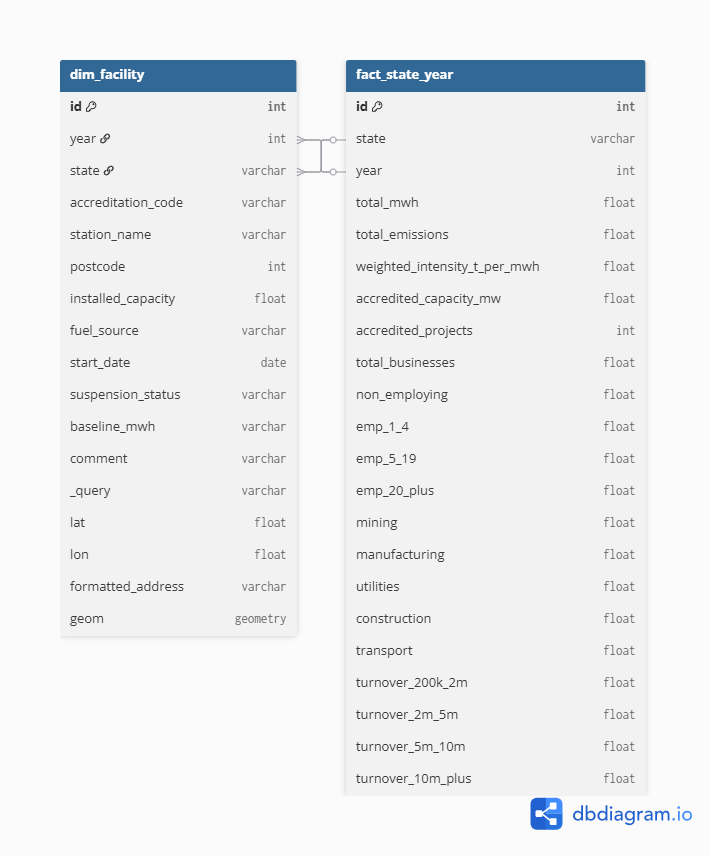 dim_facility
id int
year int
state varchar
accreditation_code varchar
station_name varchar
postcode int
installed_capacity float
fuel_source varchar
start_date date
suspension_status varchar
baseline_mwh varchar
comment varchar
_query varchar
lat float
lon float
formatted_address varchar
geom geometry
fact_state_year
id int
state varchar
year int
total_mwh float
total_emissions float
weighted_intensity_t_per_mwh float
accredited_capacity_mw float
accredited_projects int
total_businesses float
non_employing float
emp_1_4 float
emp_5_19 float
emp_20_plus float
mining float
manufacturing float
utilities float
construction float
transport float
turnover_200k_2m float
turnover_2m_5m float
turnover_5m_10m float
turnover_10m_plus float
dbdiagram.io